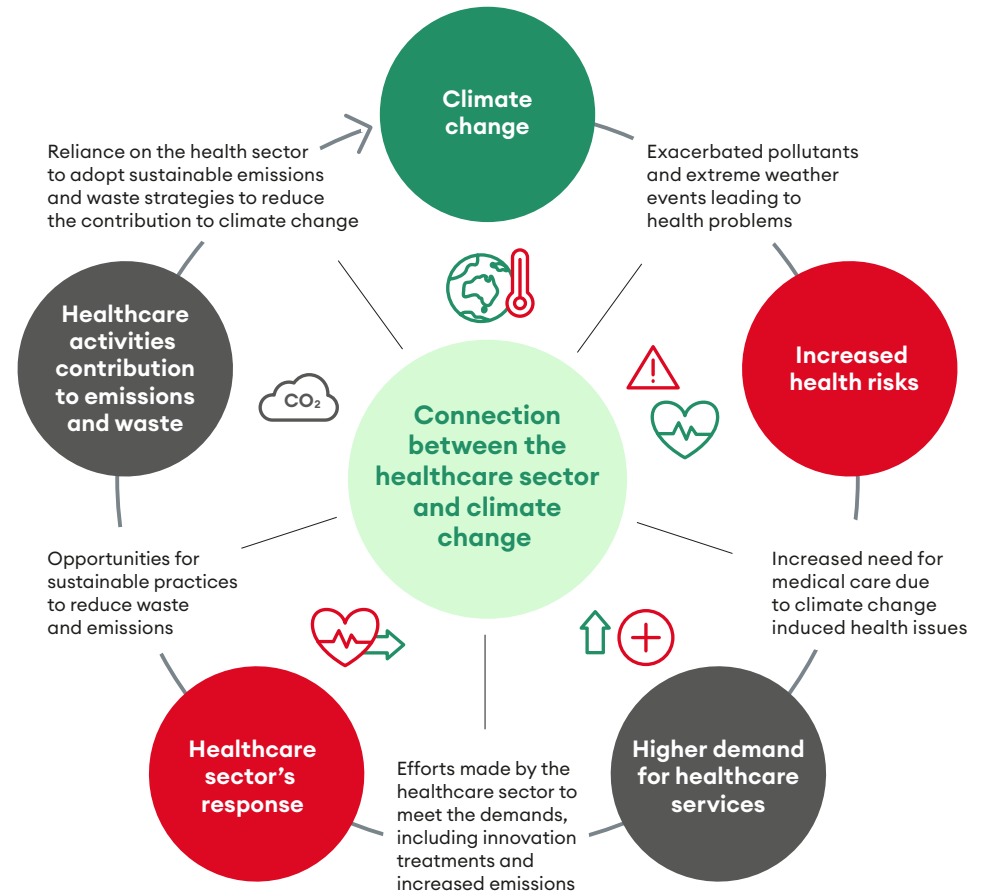 Climate
change
Exacerbated pollutants
and extreme weather
events leading to
health problems
Increased
health risks
Increased need for
medical care due
to climate change
induced health issues
Higher demand
for healthcare
services
Efforts made by the
healthcare sector to
meet the demands,
including innovation
treatments and
increased emissions
Healthcare
sector's
response
Opportunities for
sustainable practices
to reduce waste
and emissions
Healthcare
activities
contribution
to emissions
and waste
Reliance on the health sector
to adopt sustainable emissions
and waste strategies to reduce
the contribution to climate change
CO₂
Connection
between the
healthcare sector
and climate
change